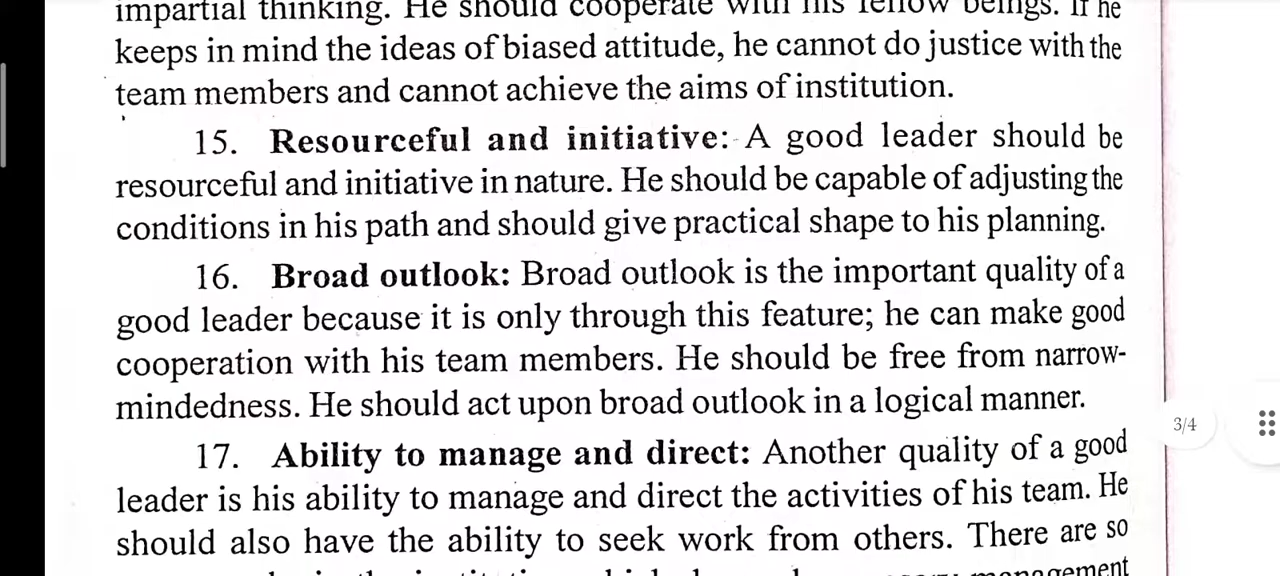 impartial thinking. He should cooperate with his fellow beings. If he
keeps in mind the ideas of biased attitude, he cannot do justice with the
team members and cannot achieve the aims of institution.
15. Resourceful and initiative: A good leader should be
resourceful and initiative in nature. He should be capable of adjusting the
conditions in his path and should give practical shape to his planning.
16. Broad outlook: Broad outlook is the important quality of a
good leader because it is only through this feature; he can make good
cooperation with his team members. He should be free from narrow-
mindedness. He should act upon broad outlook in a logical manner.
3/4
17. Ability to manage and direct: Another quality of a good
leader is his ability to manage and direct the activities of his team. He
should also have the ability to seek work from others. There are so
management